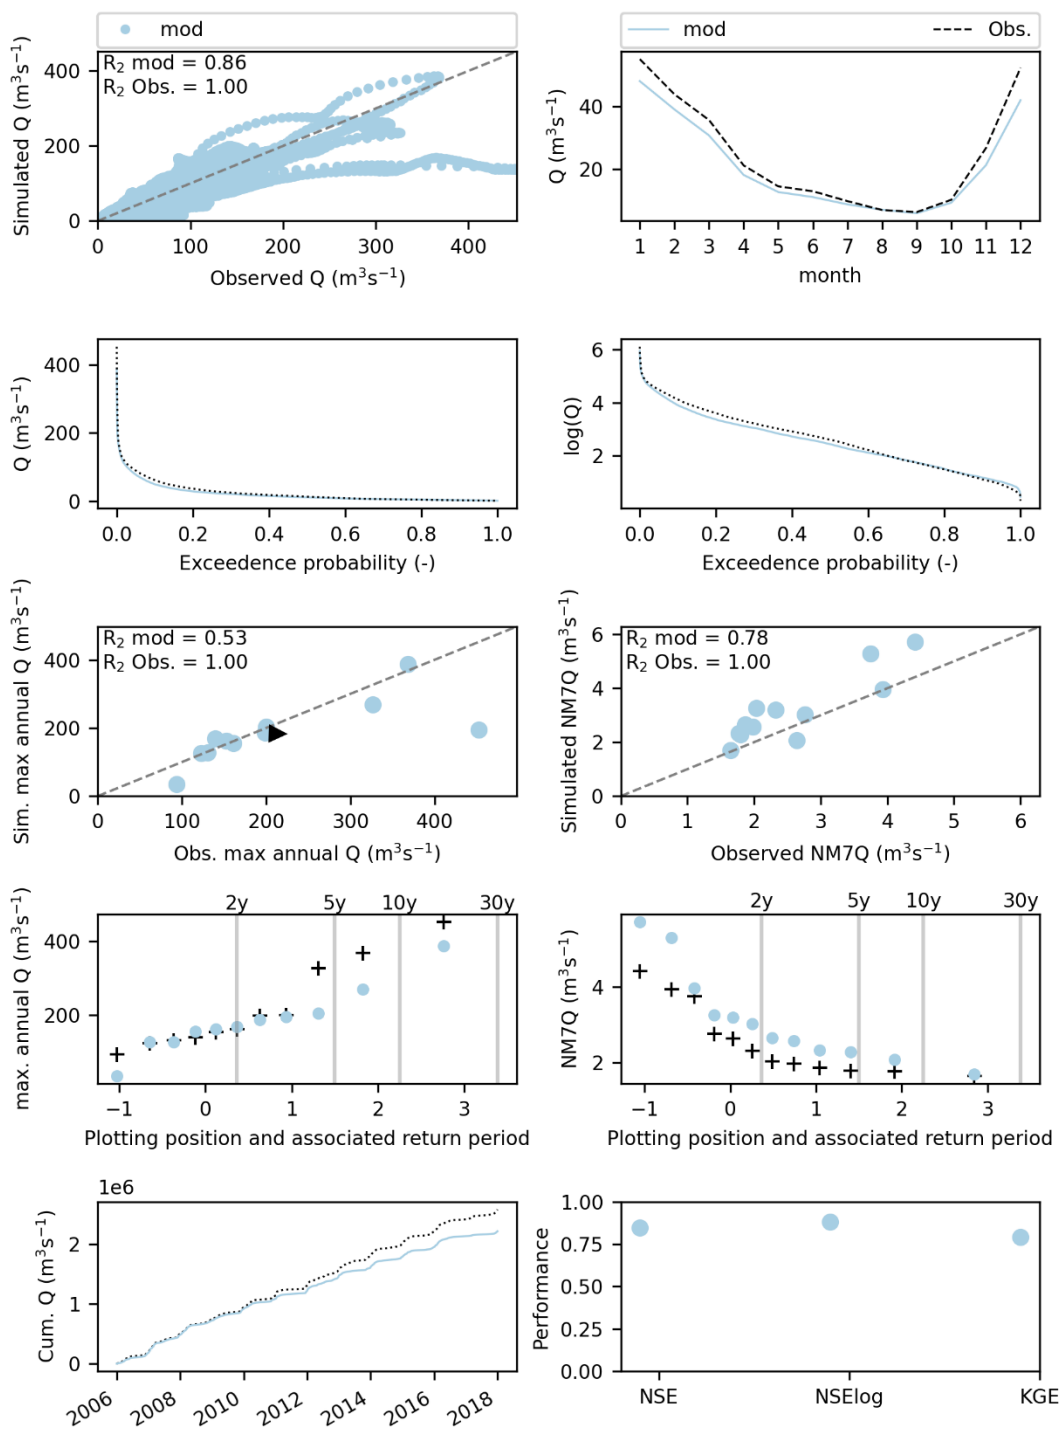 mod
mod Obs.
R₂ mod = 0.86
R₂ Obs. = 1.00
400
200
0
Simulated Q (m³s⁻¹)
0 100 200 300 400
Observed Q (m³s⁻¹)
40
20
Q (m³s⁻¹)
1 2 3 4 5 6 7 8 9 10 11 12
month
400
200
0
Q (m³s⁻¹)
0.0 0.2 0.4 0.6 0.8 1.0
Exceedence probability (-)
6
4
2
log(Q)
0.0 0.2 0.4 0.6 0.8 1.0
Exceedence probability (-)
R₂ mod = 0.53
R₂ Obs. = 1.00
400
200
0
Sim. max annual Q (m³s⁻¹)
0 100 200 300 400
Obs. max annual Q (m³s⁻¹)
R₂ mod = 0.78
R₂ Obs. = 1.00
6
4
2
0
Simulated NM7Q (m³s⁻¹)
0 1 2 3 4 5 6
Observed NM7Q (m³s⁻¹)
2y 5y 10y 30y
400
200
max. annual Q (m³s⁻¹)
−1 0 1 2 3
Plotting position and associated return period
2y 5y 10y 30y
4
2
NM7Q (m³s⁻¹)
−1 0 1 2 3
Plotting position and associated return period
1e6
2
1
0
Cum. Q (m³s⁻¹)
2006 2008 2010 2012 2014 2016 2018
1.00
0.75
0.50
0.25
0.00
Performance
NSE NSElog KGE